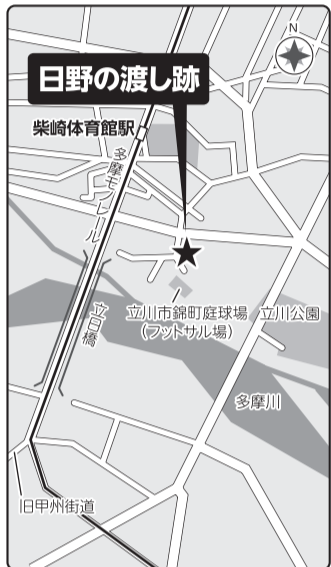 N
日野の渡し跡
柴崎体育館駅
多摩モノレール
立日橋
立川市錦町庭球場
(フットサル場)
立川公園
多摩川
旧甲州街道